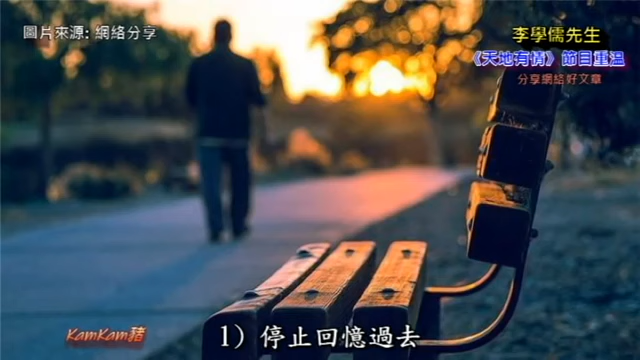 圖片來源: 網絡分享
李學儒先生
《天地有情》節目重溫
分享網絡好文章
1) 停止回憶過去
KamKam豬